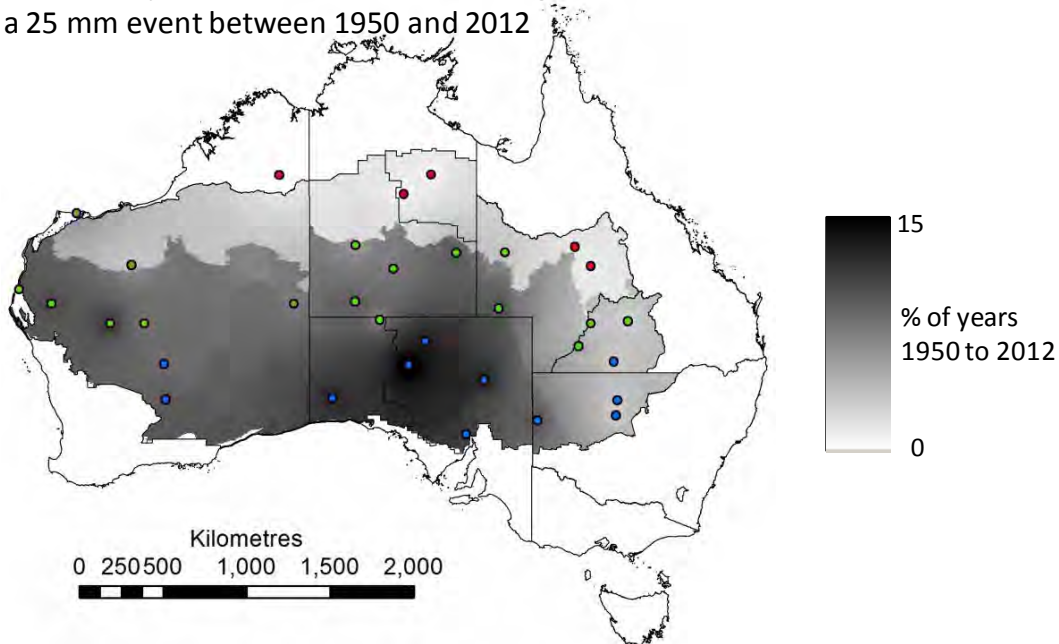 a 25 mm event between 1950 and 2012
15
% of years
1950 to 2012
0
Kilometres
0 250 500 1,000 1,500 2,000